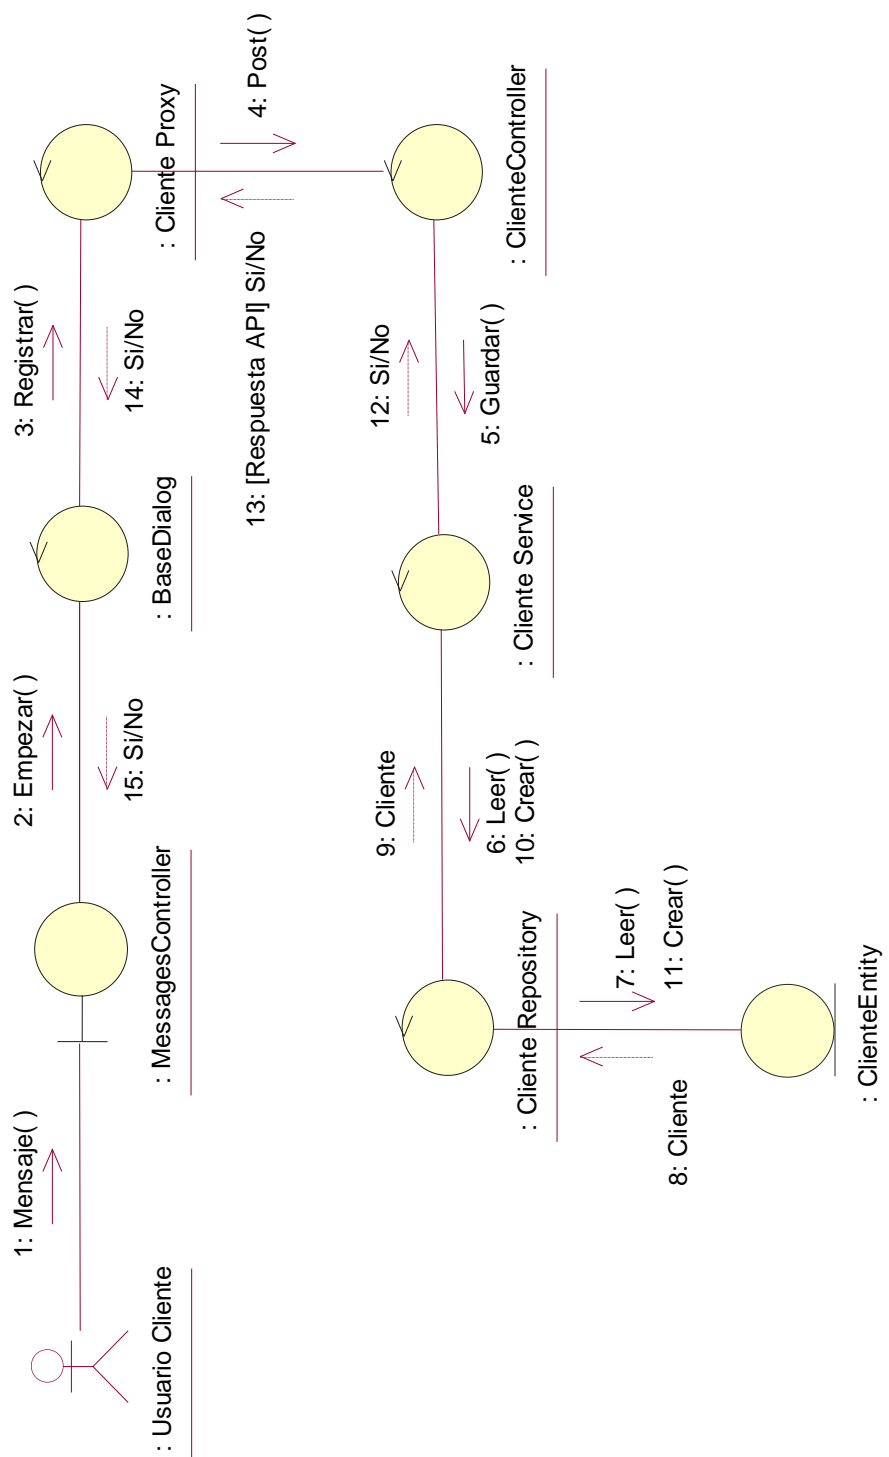 : Usuario Cliente
1: Mensaje( )
: MessagesController
2: Empezar( )
15: Si/No
: BaseDialog
3: Registrar( )
14: Si/No
: Cliente Proxy
4: Post( )
13: [Respuesta API] Si/No
: ClienteController
12: Si/No
5: Guardar( )
: Cliente Service
9: Cliente
6: Leer( )
10: Crear( )
: Cliente Repository
7: Leer( )
11: Crear( )
8: Cliente
: ClienteEntity